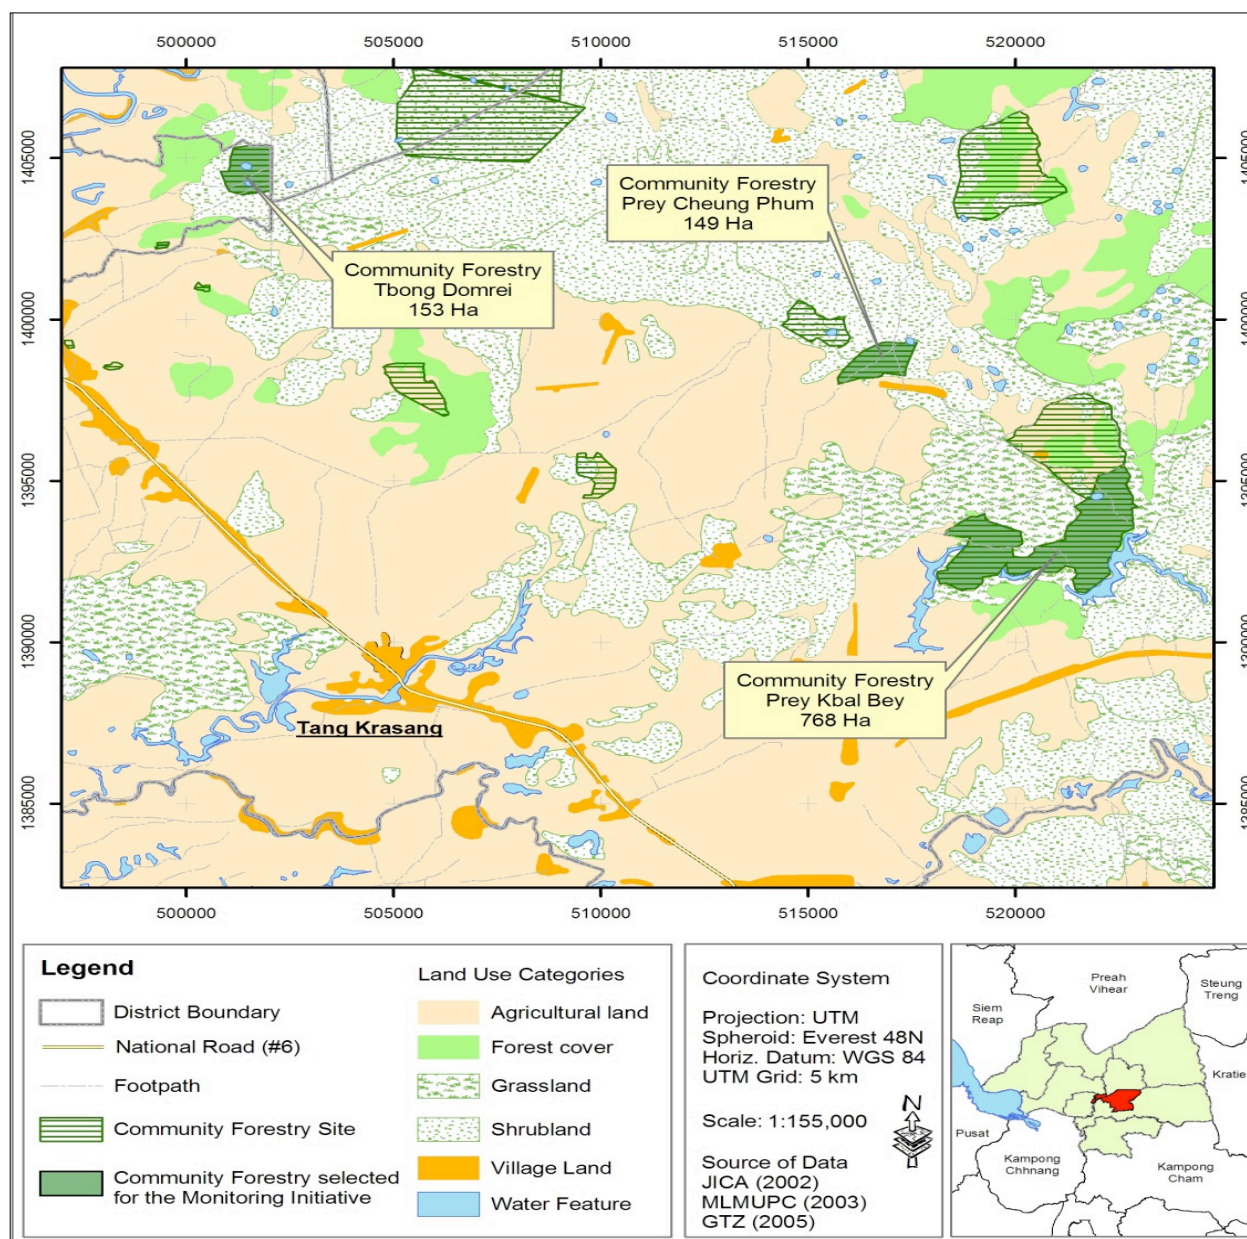 500000 505000 510000 515000 520000
1405000 1405000
1400000 1400000
1395000 1395000
1390000 1390000
1385000 1385000
Community Forestry
Prey Cheung Phum
149 Ha
Community Forestry
Tbong Domrei
153 Ha
Community Forestry
Prey Kbal Bey
768 Ha
Tang Krasang
500000 505000 510000 515000 520000
Legend
District Boundary
National Road (#6)
Footpath
Community Forestry Site
Community Forestry selected
for the Monitoring Initiative
Land Use Categories
Agricultural land
Forest cover
Grassland
Shrubland
Village Land
Water Feature
Coordinate System
Projection: UTM
Spheroid: Everest 48N
Horiz. Datum: WGS 84
UTM Grid: 5 km
Scale: 1:155,000
N
Source of Data
JICA (2002)
MLMUPC (2003)
GTZ (2005)
Preah
Vihear
Steung
Treng
Siem
Reap
Kratie
Pusat
Kampong
Chhnang
Kampong
Cham